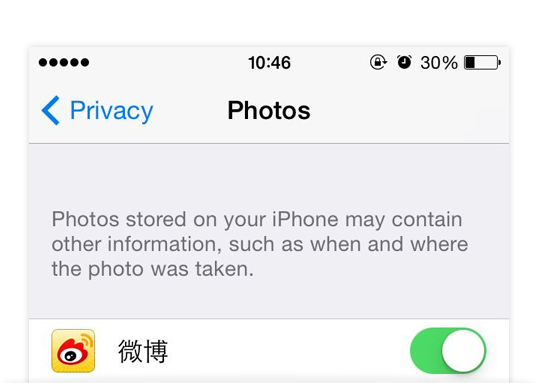 10:46 30%
Privacy Photos
Photos stored on your iPhone may contain
other information, such as when and where
the photo was taken.
微博